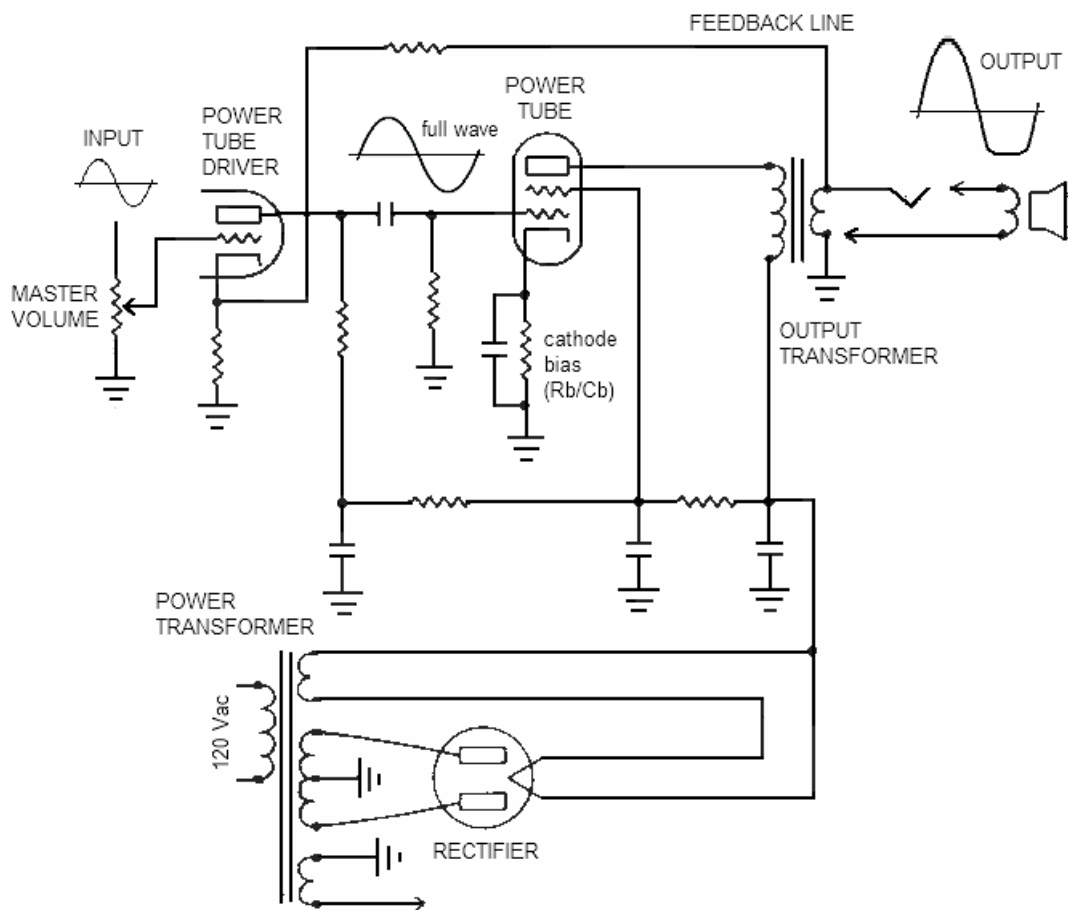 FEEDBACK LINE
OUTPUT
POWER
TUBE
POWER
TUBE
DRIVER
INPUT
full wave
MASTER
VOLUME
cathode
bias
(Rb/Cb)
OUTPUT
TRANSFORMER
POWER
TRANSFORMER
120 Vac
RECTIFIER